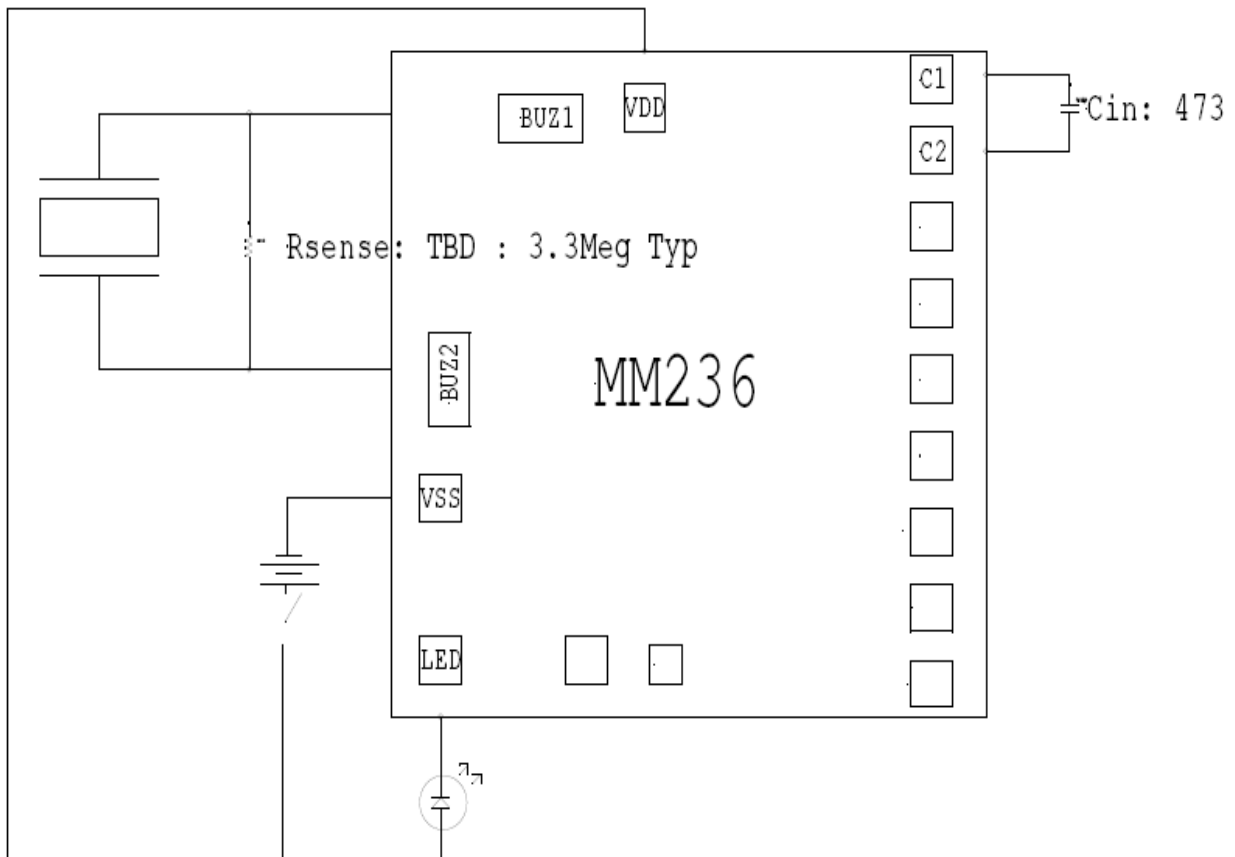 C1
BUZ1
VDD
Cin: 473
C2
Rsense: TBD : 3.3Meg Typ
MM236
BUZ2
VSS
LED